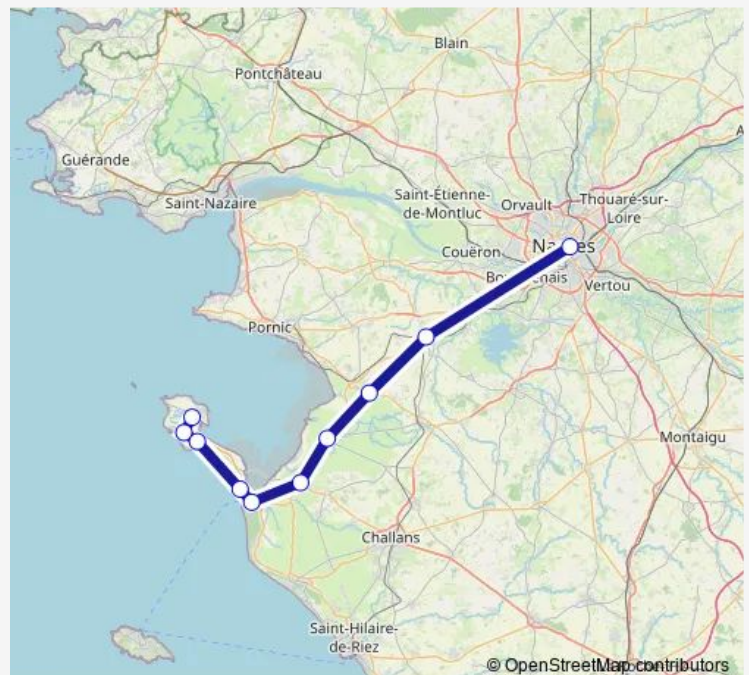 Blain
Pontchâteau
Guérande
Saint-Étienne-
de-Montluc
Orvault
Thouaré-sur-
Loire
Saint-Nazaire
Couëron
Vertou
Pornic
Montaigu
Challans
Saint-Hilaire-
de-Riez
© OpenStreetMap contributors